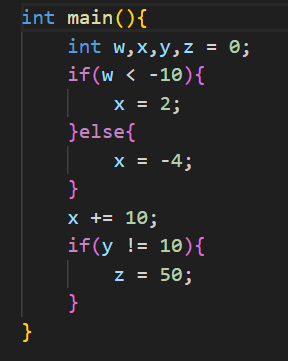 int main(){
    int w,x,y,z = 0;
    if(w < -10){
        x = 2;
    }else{
        x = -4;
    }
    x += 10;
    if(y != 10){
        z = 50;
    }
}